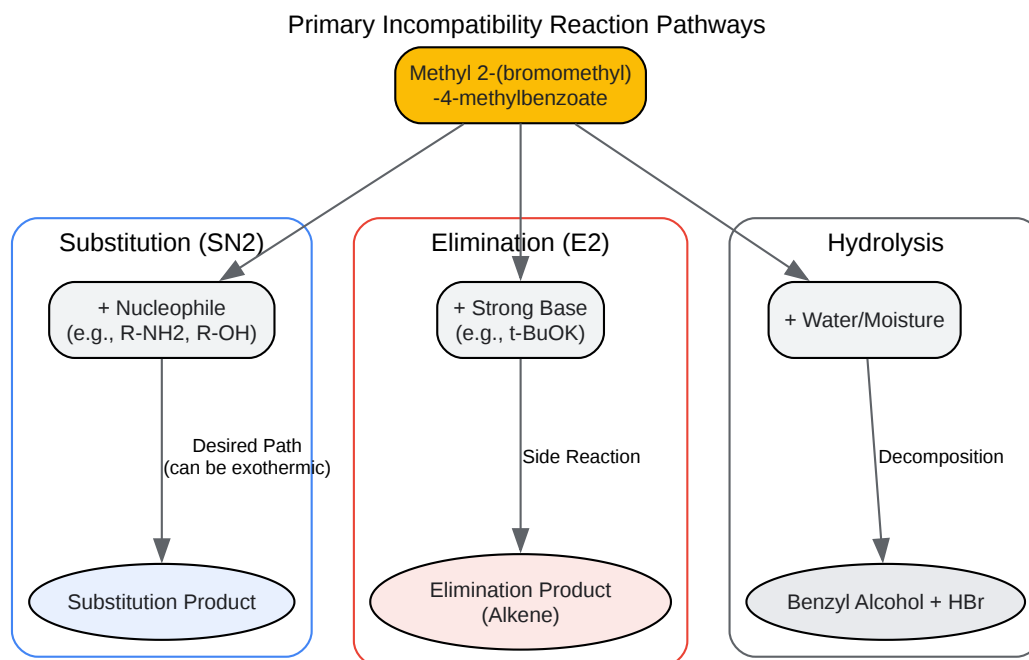 Primary Incompatibility Reaction Pathways
Methyl 2-(bromomethyl)
-4-methylbenzoate
Substitution (SN2)
+ Nucleophile
(e.g., R-NH2, R-OH)
Desired Path
(can be exothermic)
Substitution Product
Elimination (E2)
+ Strong Base
(e.g., t-BuOK)
Side Reaction
Elimination Product
(Alkene)
Hydrolysis
+ Water/Moisture
Decomposition
Benzyl Alcohol + HBr